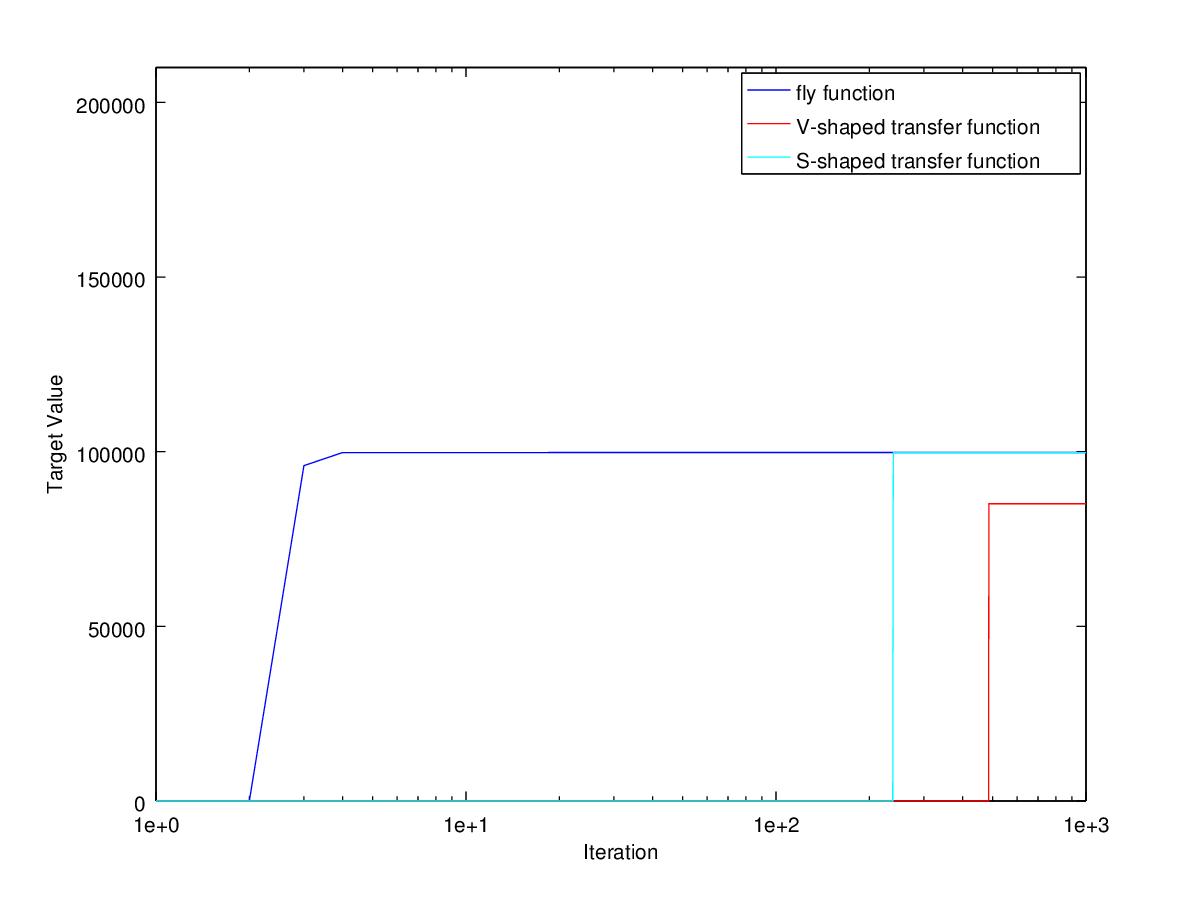 fly function
V-shaped transfer function
S-shaped transfer function
200000
150000
100000
50000
0
Target Value
1e+0
1e+1
1e+2
1e+3
Iteration